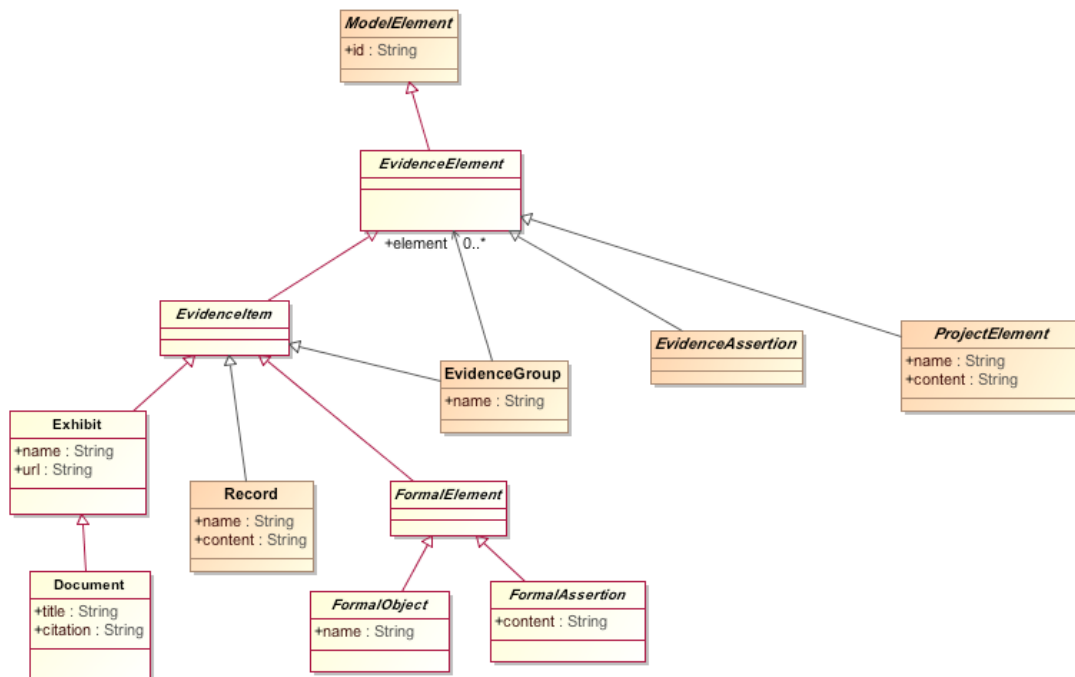 ModelElement
+id : String
EvidenceElement
+element
0..*
EvidenceItem
ProjectElement
+name : String
+content : String
EvidenceAssertion
EvidenceGroup
+name : String
Exhibit
+name : String
+url : String
Record
+name : String
+content : String
FormalElement
Document
+title : String
+citation : String
FormalObject
+name : String
FormalAssertion
+content : String